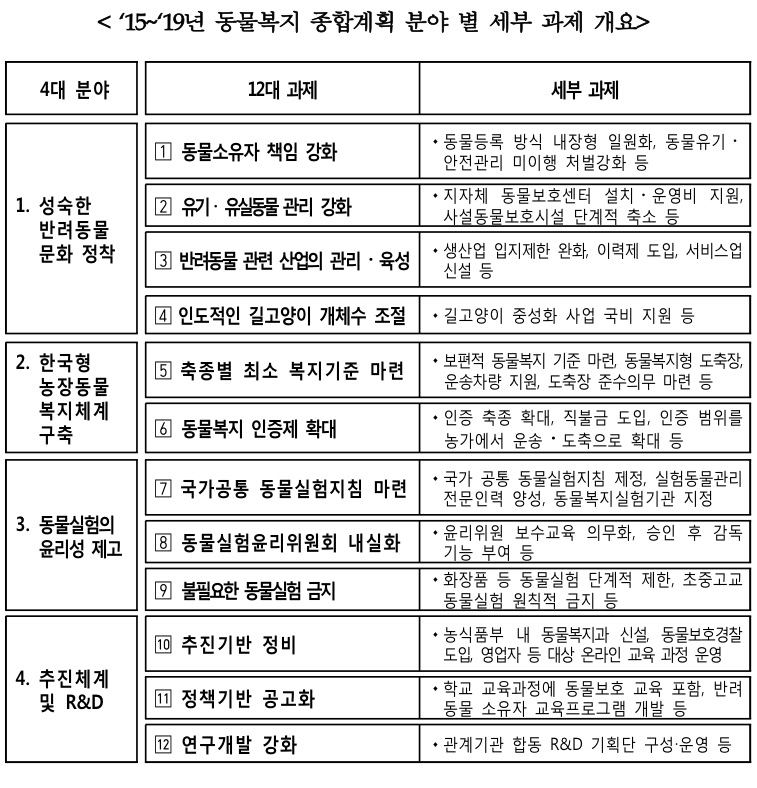 < ‘15~‘19년 동물복지 종합계획 분야 별 세부 과제 개요>
4대 분야
12대 과제
세부 과제
1. 성숙한
반려동물
문화 정착
1 동물소유자 책임 강화
• 동물등록 방식 내장형 일원화, 동물유기·
안전관리 미이행 처벌강화 등
2 유기· 유실동물 관리 강화
• 지자체 동물보호센터 설치·운영비 지원,
사설동물보호시설 단계적 축소 등
3 반려동물 관련 산업의 관리·육성
• 생산업 입지제한 완화, 이력제 도입, 서비스업
신설 등
4 인도적인 길고양이 개체수 조절
• 길고양이 중성화 사업 국비 지원 등
2. 한국형
농장동물
복지체계
구축
5 축종별 최소 복지기준 마련
• 보편적 동물복지 기준 마련, 동물복지형 도축장,
운송차량 지원, 도축장 준수의무 마련 등
6 동물복지 인증제 확대
• 인증 축종 확대, 직불금 도입, 인증 범위를
농가에서 운송·도축으로 확대 등
3. 동물실험의
윤리성 제고
7 국가공통 동물실험지침 마련
• 국가 공통 동물실험지침 제정, 실험동물관리
전문인력 양성, 동물복지실험기관 지정
8 동물실험윤리위원회 내실화
• 윤리위원 보수교육 의무화, 승인 후 감독
기능 부여 등
9 불필요한 동물실험 금지
• 화장품 등 동물실험 단계적 제한, 초중고교
동물실험 원칙적 금지 등
4. 추진체계
및 R&D
10 추진기반 정비
• 농식품부 내 동물복지과 신설, 동물보호경찰
도입, 영업자 등 대상 온라인 교육 과정 운영
11 정책기반 공고화
• 학교 교육과정에 동물보호 교육 포함, 반려
동물 소유자 교육프로그램 개발 등
12 연구개발 강화
• 관계기관 합동 R&D 기획단 구성·운영 등